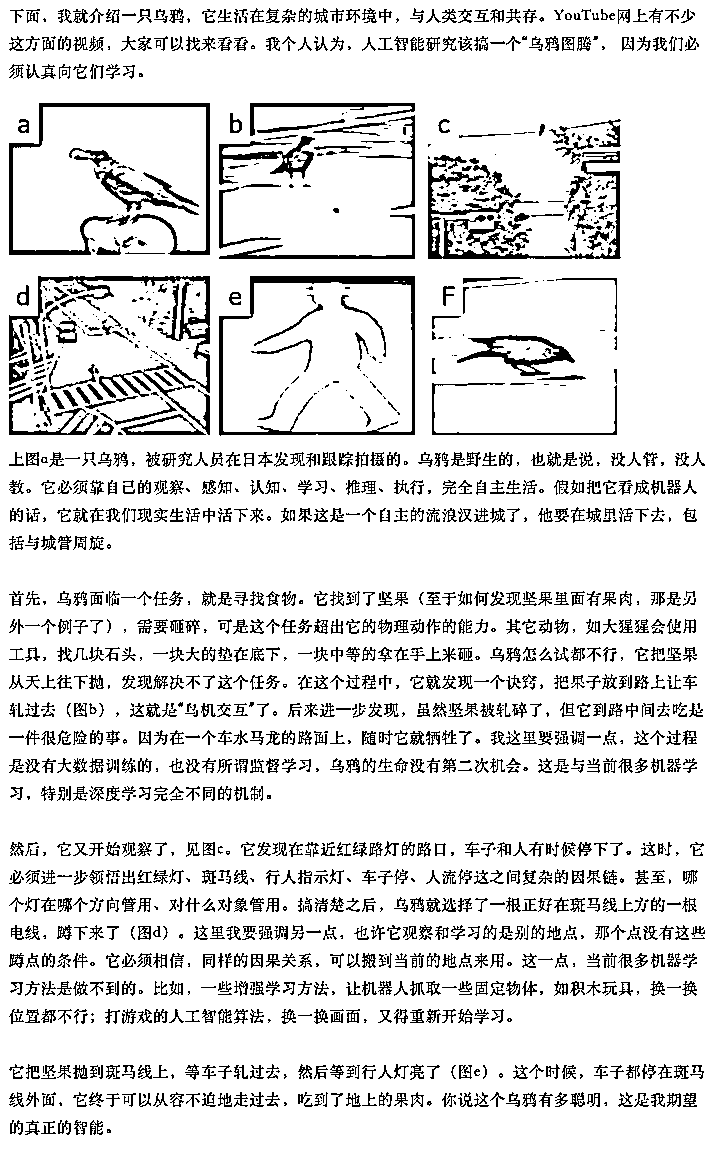 下面，我就介绍一只乌鸦，它生活在复杂的城市环境中，与人类交互和共存。YouTube网上有不少
这方面的视频，大家可以找来看看。我个人认为，人工智能研究该搞一个“乌鸦图腾”， 因为我们必
须认真向它们学习。
a
b
c
d
e
F
上图a是一只乌鸦，被研究人员在日本发现和跟踪拍摄的。乌鸦是野生的，也就是说，没人管，没人
教。它必须靠自己的观察、感知、认知、学习、推理、执行，完全自主生活。假如把它看成机器人
的话，它就在我们现实生活中活下来。如果这是一个自主的流浪汉进城了，他要在城里活下去，包
括与城管周旋。
首先，乌鸦面临一个任务，就是寻找食物。它找到了坚果（至于如何发现坚果里面有果肉，那是另
外一个例子了），需要砸碎，可是这个任务超出它的物理动作的能力。其它动物，如大猩猩会使用
工具，找几块石头，一块大的垫在底下，一块中等的拿在手上来砸。乌鸦怎么试都不行，它把坚果
从天上往下抛，发现解决不了这个任务。在这个过程中，它就发现一个诀窍，把果子放到路上让车
轧过去（图b），这就是“鸟机交互”了。后来进一步发现，虽然坚果被轧碎了，但它到路中间去吃是
一件很危险的事。因为在一个车水马龙的路面上，随时它就牺牲了。我这里要强调一点，这个过程
是没有大数据训练的，也没有所谓监督学习，乌鸦的生命没有第二次机会。这是与当前很多机器学
习，特别是深度学习完全不同的机制。
然后，它又开始观察了，见图c。它发现在靠近红绿路灯的路口，车子和人有时候停下了。这时，它
必须进一步领悟出红绿灯、斑马线、行人指示灯、车子停、人流停这之间复杂的因果链。甚至，哪
个灯在哪个方向管用、对什么对象管用。搞清楚之后，乌鸦就选择了一根正好在斑马线上方的一根
电线，蹲下来了（图d）。这里我要强调另一点，也许它观察和学习的是别的地点，那个点没有这些
蹲点的条件。它必须相信，同样的因果关系，可以搬到当前的地点来用。这一点，当前很多机器学
习方法是做不到的。比如，一些增强学习方法，让机器人抓取一些固定物体，如积木玩具，换一换
位置都不行；打游戏的人工智能算法，换一换画面，又得重新开始学习。
它把坚果抛到斑马线上，等车子轧过去，然后等到行人灯亮了（图e）。这个时候，车子都停在斑马
线外面，它终于可以从容不迫地走过去，吃到了地上的果肉。你说这个乌鸦有多聪明，这是我期望
的真正的智能。